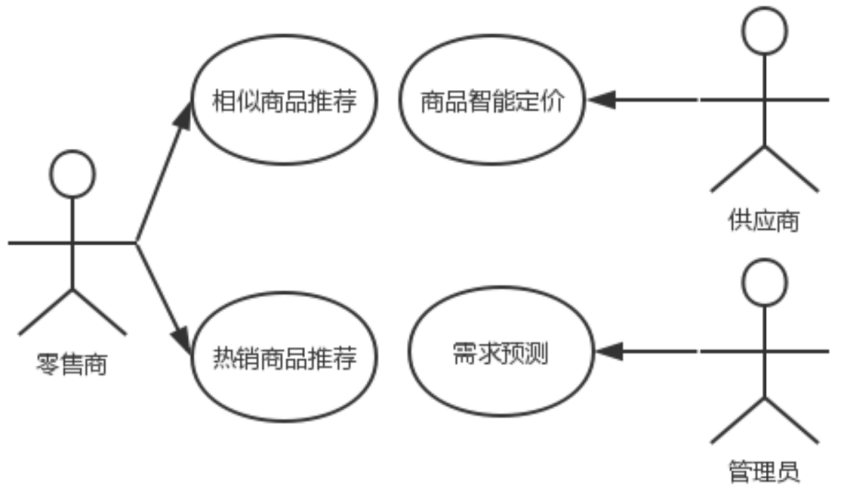 相似商品推荐
商品智能定价
供应商
零售商
热销商品推荐
需求预测
管理员